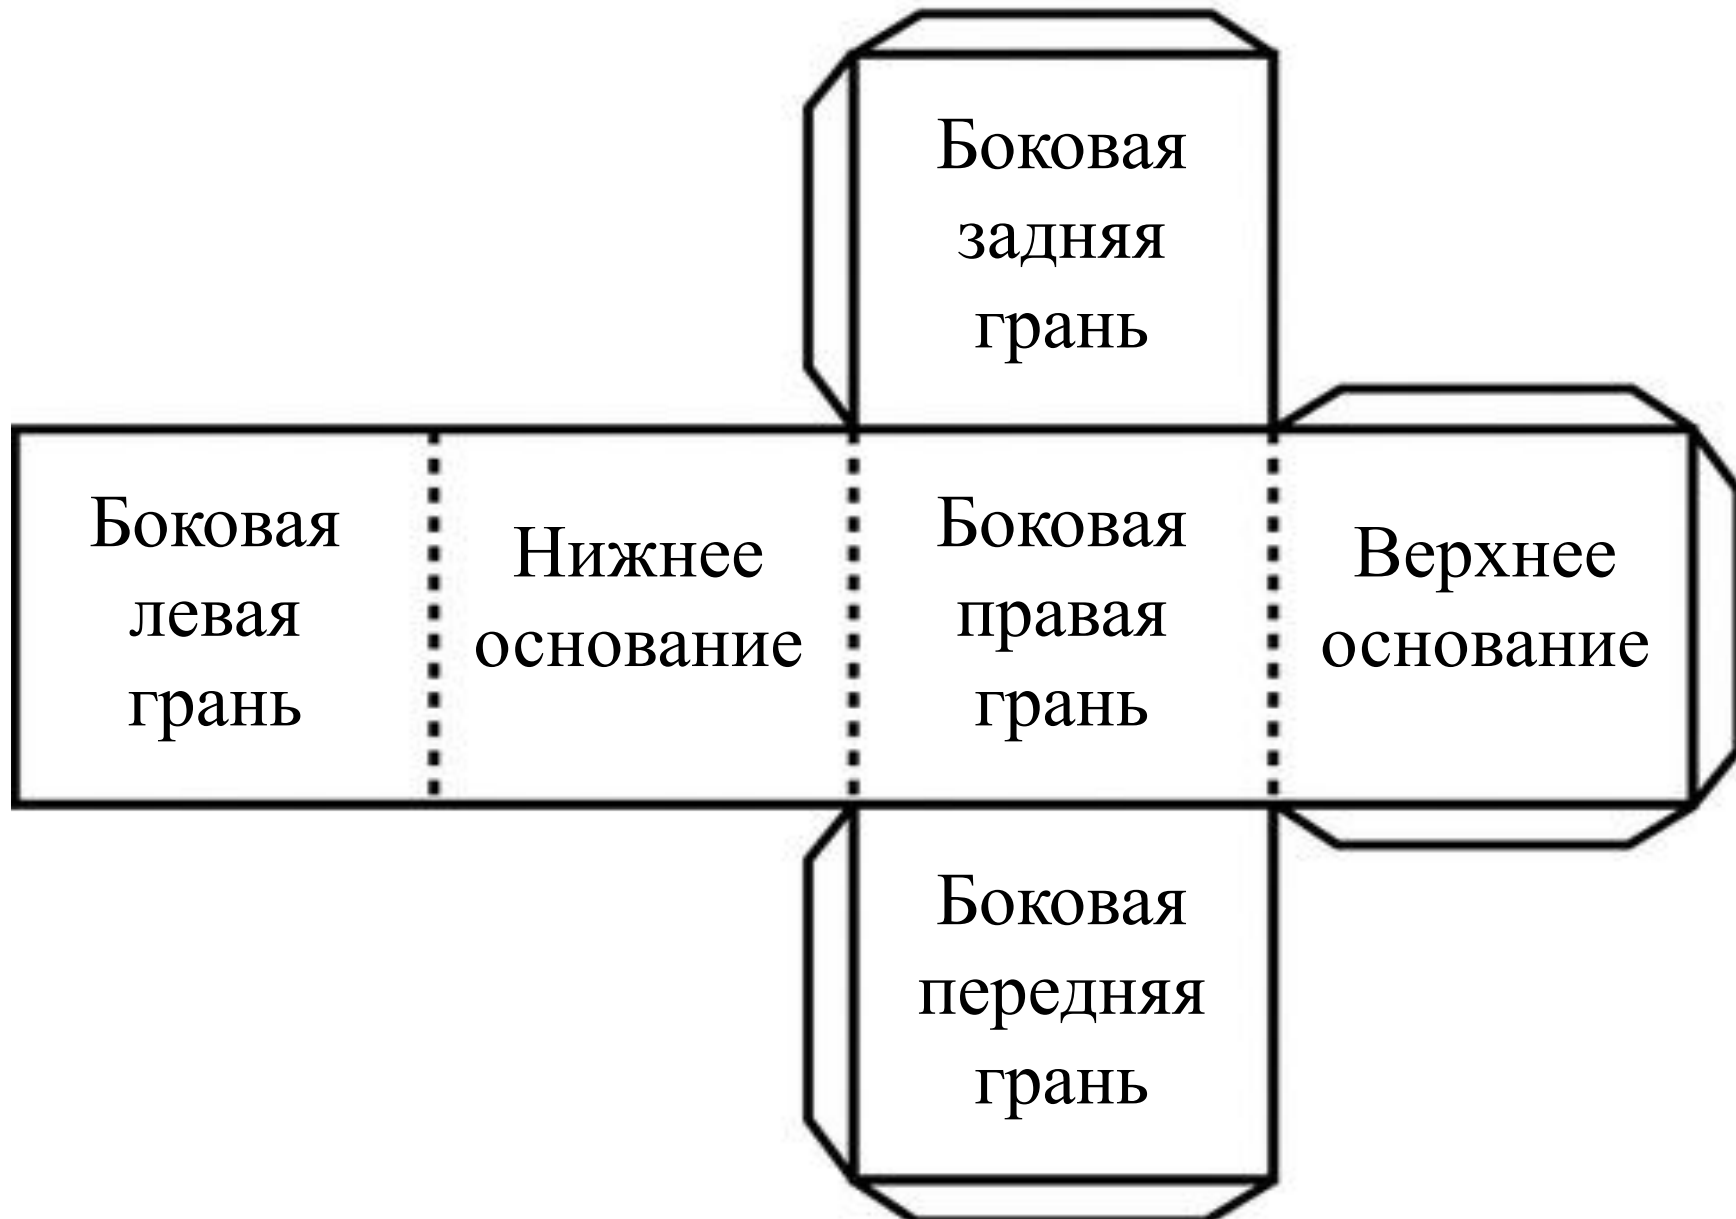 Боковая
задняя
грань
Боковая
левая
грань
Нижнее
основание
Боковая
правая
грань
Верхнее
основание
Боковая
передняя
грань